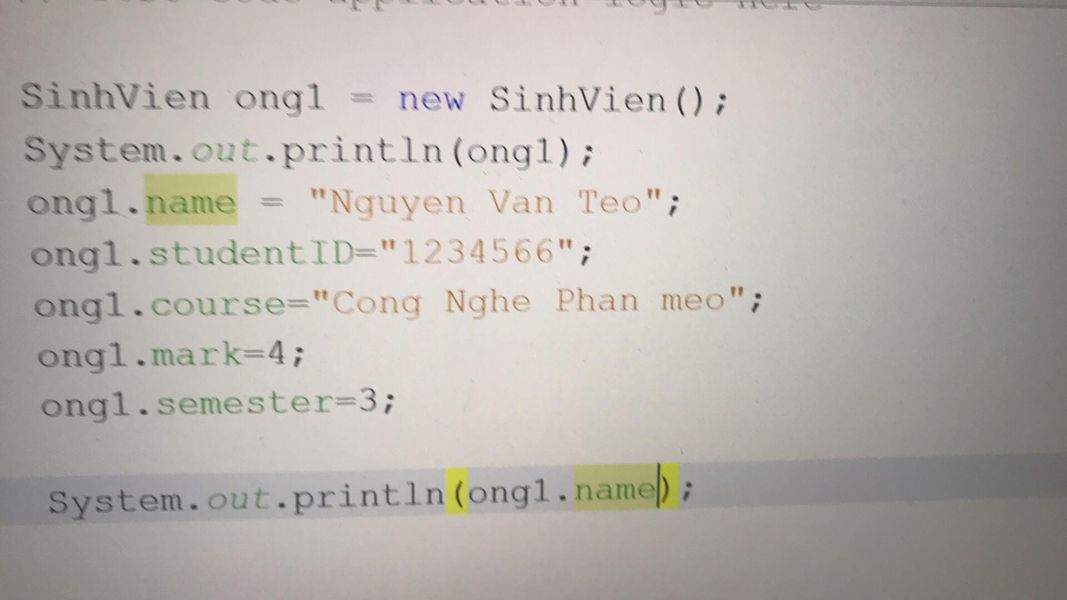 SinhVien ong1 = new SinhVien();
System.out.println(ong1);
ong1.name = "Nguyen Van Teo";
ong1.studentID="1234566";
ong1.course="Cong Nghe Phan meo";
ong1.mark=4;
ong1.semester=3;
System.out.println(ong1.name);